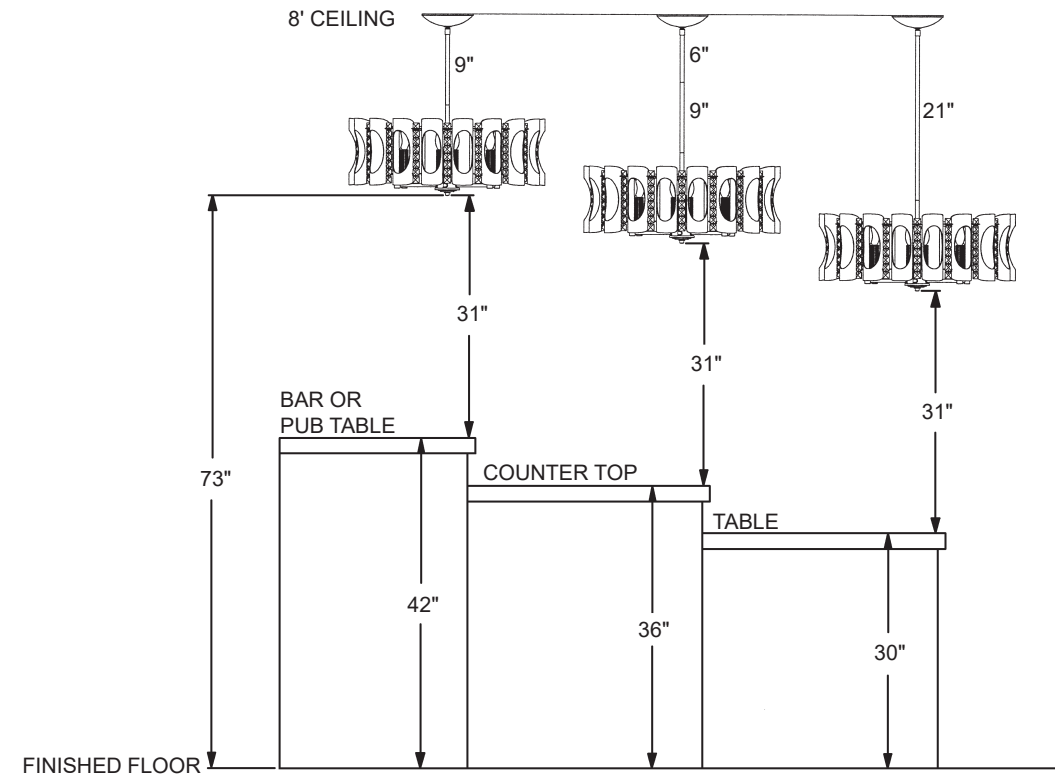 8' CEILING
9"
6"
9"
21"
31"
31"
31"
BAR OR
PUB TABLE
73"
COUNTER TOP
TABLE
42"
36"
30"
FINISHED FLOOR